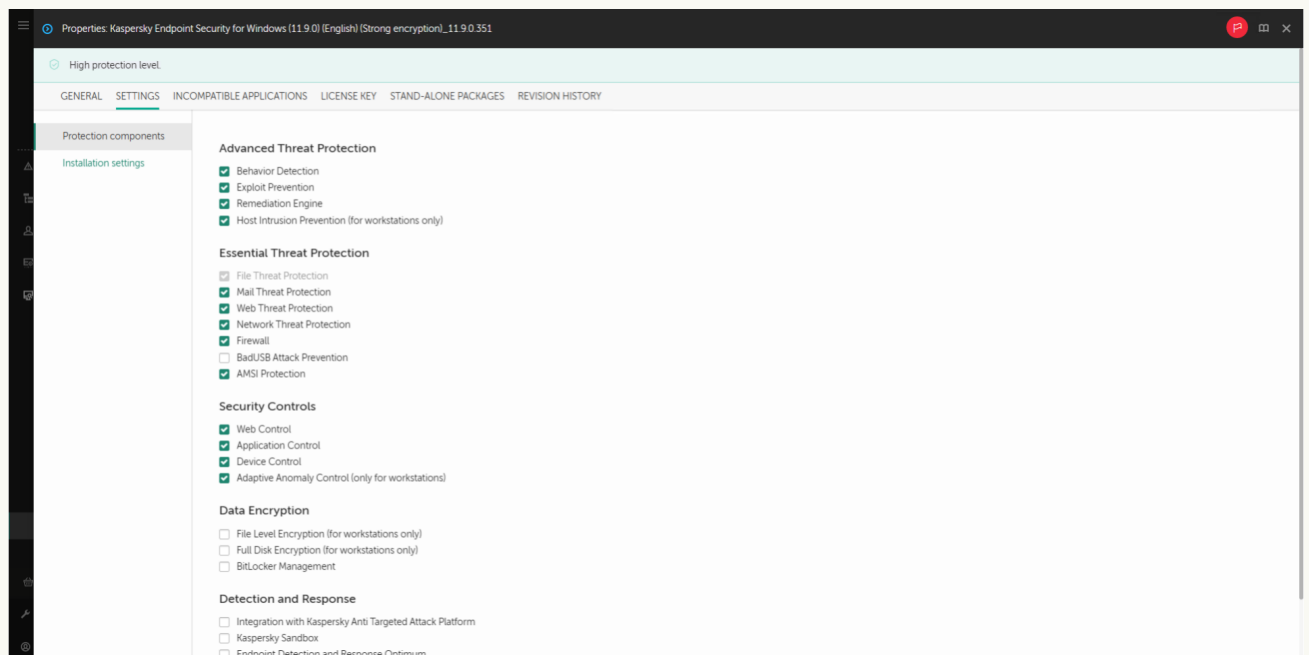 Properties: Kaspersky Endpoint Security for Windows (11.9.0) (English) (Strong encryption)_11.9.0.351
High protection level.
GENERAL SETTINGS INCOMPATIBLE APPLICATIONS LICENSE KEY STAND-ALONE PACKAGES REVISION HISTORY
Protection components
Installation settings
Advanced Threat Protection
Behavior Detection
Exploit Prevention
Remediation Engine
Host Intrusion Prevention (for workstations only)
Essential Threat Protection
File Threat Protection
Mail Threat Protection
Web Threat Protection
Network Threat Protection
Firewall
BadUSB Attack Prevention
AMSI Protection
Security Controls
Web Control
Application Control
Device Control
Adaptive Anomaly Control (only for workstations)
Data Encryption
File Level Encryption (for workstations only)
Full Disk Encryption (for workstations only)
BitLocker Management
Detection and Response
Integration with Kaspersky Anti Targeted Attack Platform
Kaspersky Sandbox
Endpoint Detection and Response Optimum